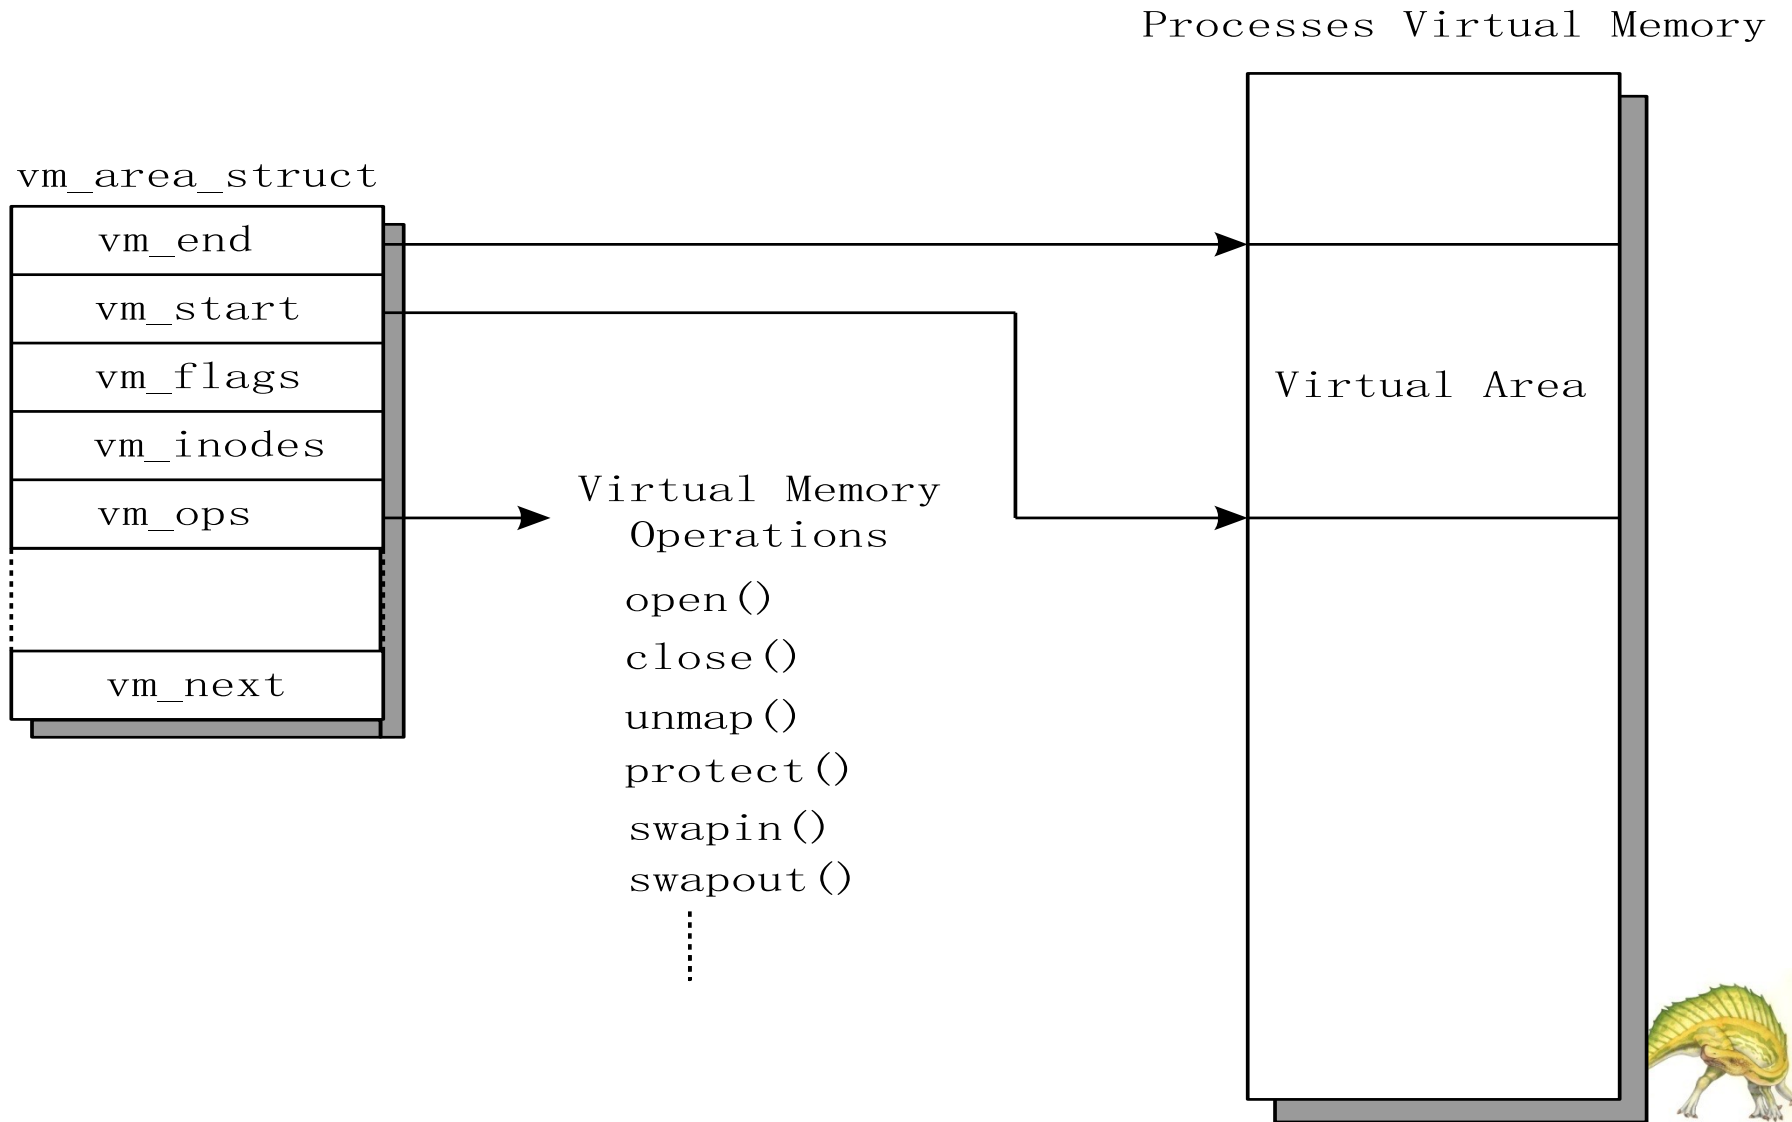 Processes Virtual Memory
vm_area_struct
vm_end
vm_start
vm_flags
vm_inodes
vm_ops
vm_next
Virtual Memory
Operations
open()
close()
unmap()
protect()
swapin()
swapout()
Virtual Area